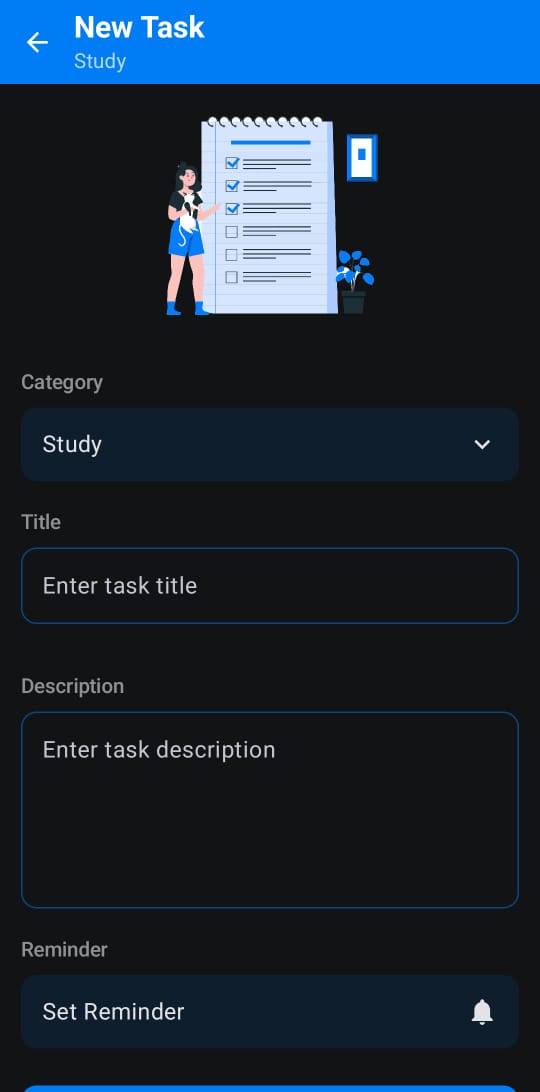 New Task
Study
Category
Study
Title
Enter task title
Description
Enter task description
Reminder
Set Reminder